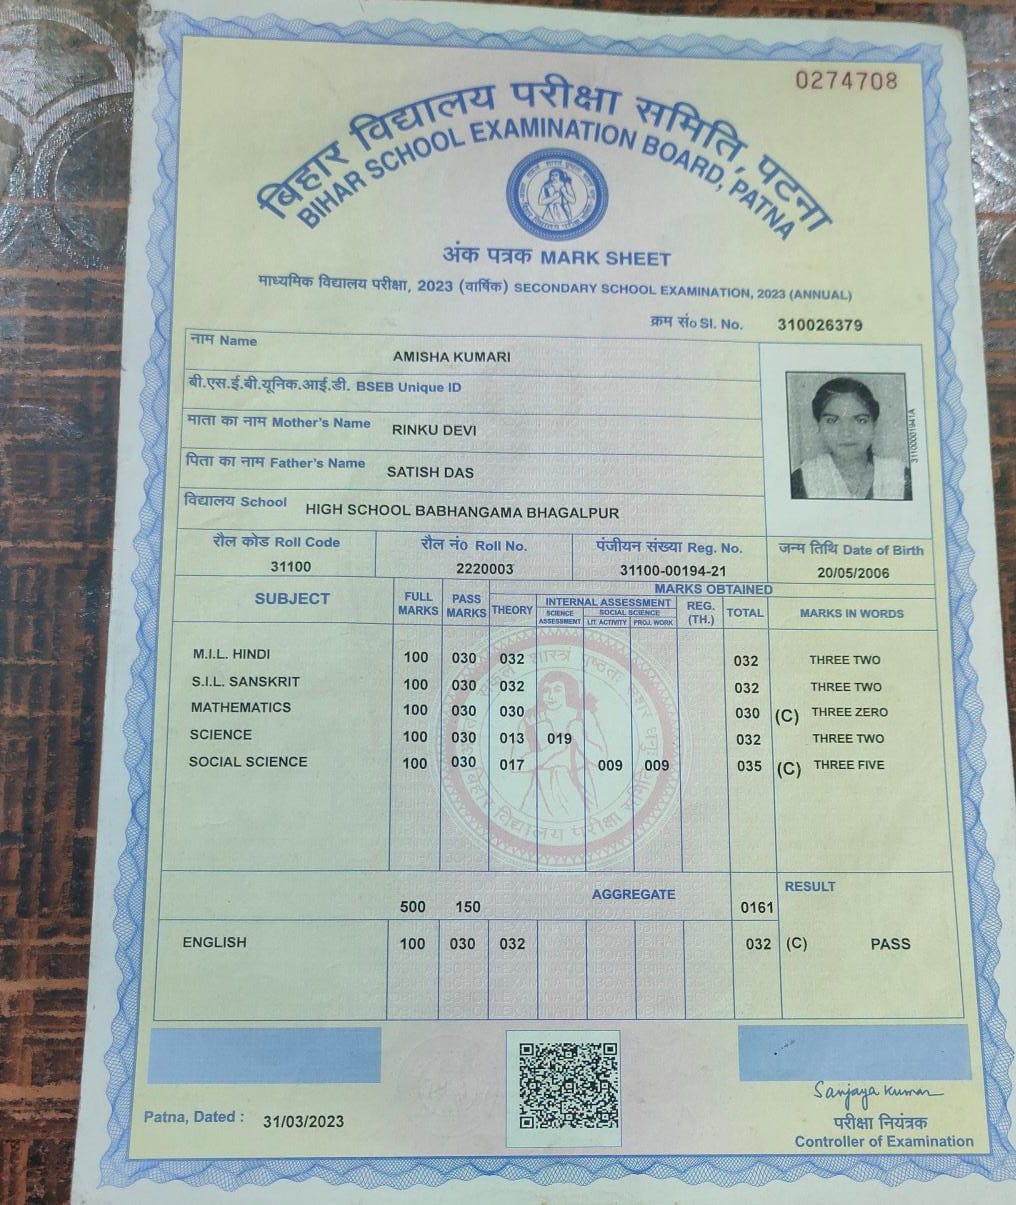 0274708
बिहार विद्यालय परीक्षा समिति, पटना
BIHAR SCHOOL EXAMINATION BOARD, PATNA
अंक पत्रक MARK SHEET
माध्यमिक विद्यालय परीक्षा, 2023 (वार्षिक) SECONDARY SCHOOL EXAMINATION, 2023 (ANNUAL)
क्रम सं० Sl. No. 310026379
नाम Name AMISHA KUMARI
बी.एस.ई.बी.यूनिक.आई.डी. BSEB Unique ID
माता का नाम Mother's Name RINKU DEVI
पिता का नाम Father's Name SATISH DAS
विद्यालय School HIGH SCHOOL BABHANGAMA BHAGALPUR
रौल कोड Roll Code रौल नं० Roll No. पंजीयन संख्या Reg. No. जन्म तिथि Date of Birth
31100 2220003 31100-00194-21 20/05/2006
SUBJECT FULL MARKS PASS MARKS MARKS OBTAINED
THEORY INTERNAL ASSESSMENT REG. (TH.) TOTAL MARKS IN WORDS
SCIENCE ASSESSMENT SOCIAL SCIENCE
LIT. ACTIVITY PROJ. WORK
M.I.L. HINDI 100 030 032 032 THREE TWO
S.I.L. SANSKRIT 100 030 032 032 THREE TWO
MATHEMATICS 100 030 030 030 (C) THREE ZERO
SCIENCE 100 030 013 019 032 THREE TWO
SOCIAL SCIENCE 100 030 017 009 009 035 (C) THREE FIVE
AGGREGATE RESULT
500 150 0161
ENGLISH 100 030 032 032 (C) PASS
Sanjaya Kumar
Patna, Dated : 31/03/2023
परीक्षा नियंत्रक
Controller of Examination